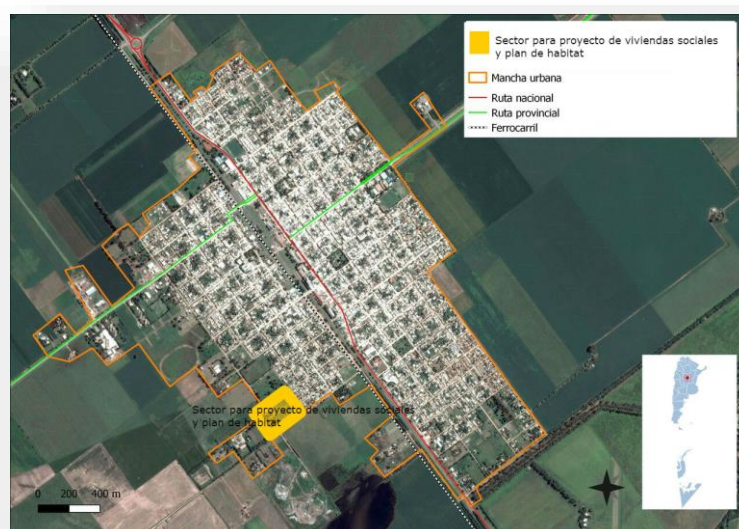 Sector para proyecto de viviendas sociales
y plan de habitat
Mancha urbana
Ruta nacional
Ruta provincial
Ferrocarril
Sector para proyecto de viviendas sociales
y plan de habitat
0 200 400 m